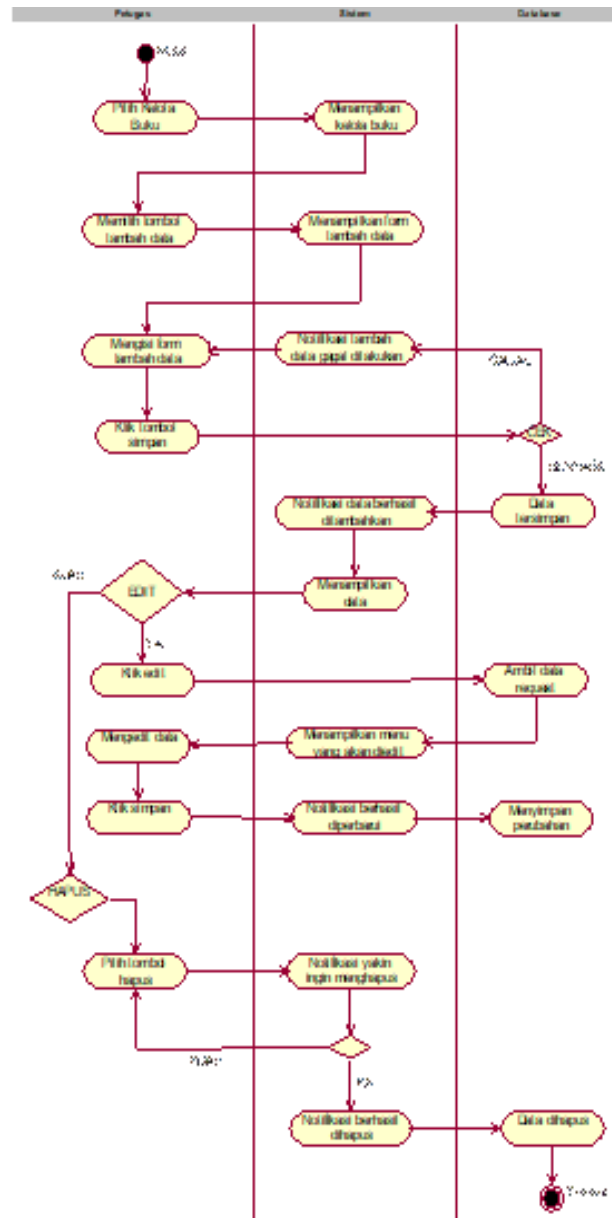 Petugas
Sistem
Database
Pilih Kelola
Buku
Menampilkan
kelola buku
Memilih tombol
tambah data
Menampilkan form
tambah data
Mengisi form
tambah data
Notifikasi tambah
data gagal dilakukan
Klik tombol
simpan
CEK
Notifikasi data berhasil
ditambahkan
Data
tersimpan
EDIT
Menampilkan
data
Klik edit
Ambil data
Mengedit data
Menampilkan menu
yang akan diedit
Klik simpan
Notifikasi berhasil
diperbarui
Menyimpan
perubahan
HAPUS
Pilih tombol
hapus
Notifikasi yakin
ingin menghapus
Notifikasi berhasil
dihapus
Data dihapus